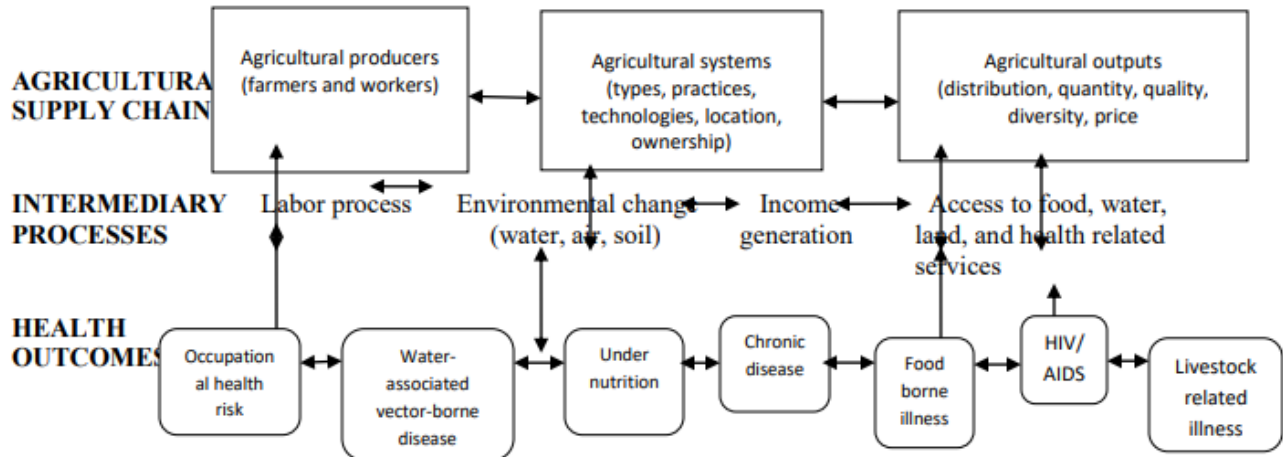 Agricultural producers
(farmers and workers)
Agricultural systems
(types, practices,
technologies, location,
ownership)
Agricultural outputs
(distribution, quantity, quality,
diversity, price
AGRICULTURA
SUPPLY CHAIN
INTERMEDIARY
PROCESSES
Labor process
Environmental change
(water, air, soil)
Income
generation
Access to food, water,
land, and health related
services
HEALTH
OUTCOMES
Occupation
al health
risk
Water-
associated
vector-borne
disease
Under
nutrition
Chronic
disease
Food
borne
illness
HIV/
AIDS
Livestock
related
illness